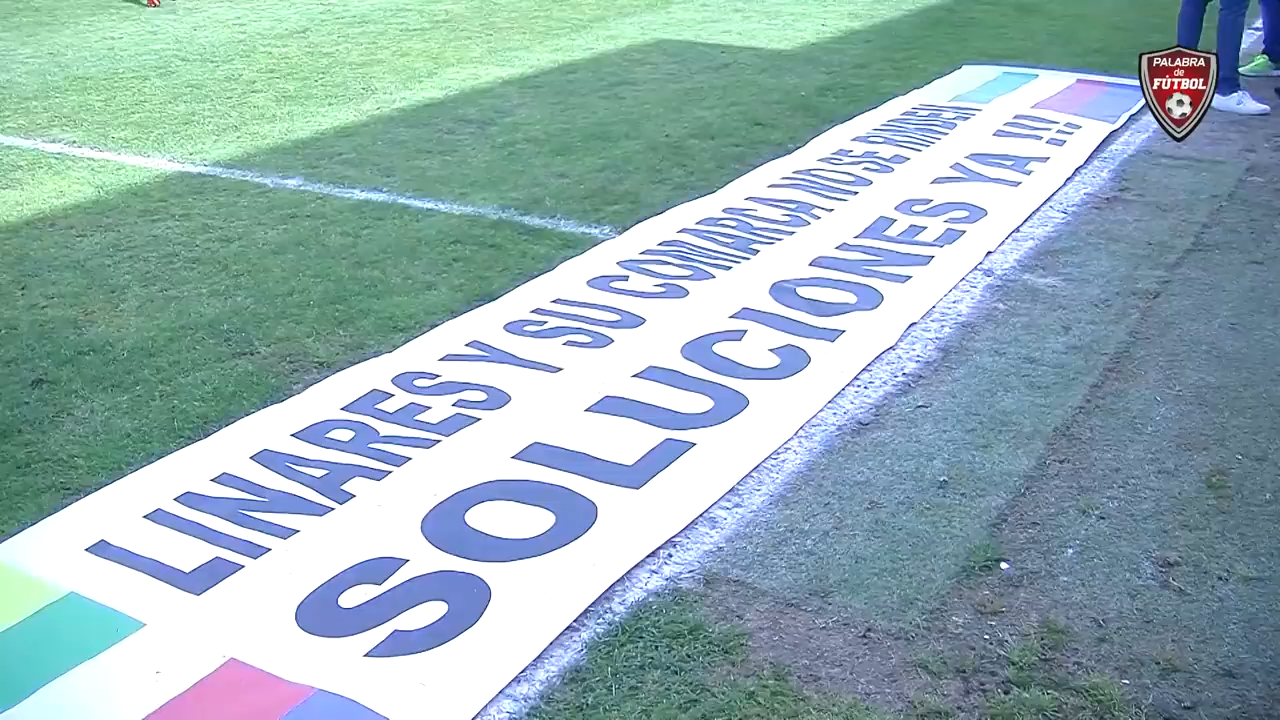 LINARES Y SU COMARCA NO SE RINDEN
SOLUCIONES YA !!!
PALABRA
de
FÚTBOL